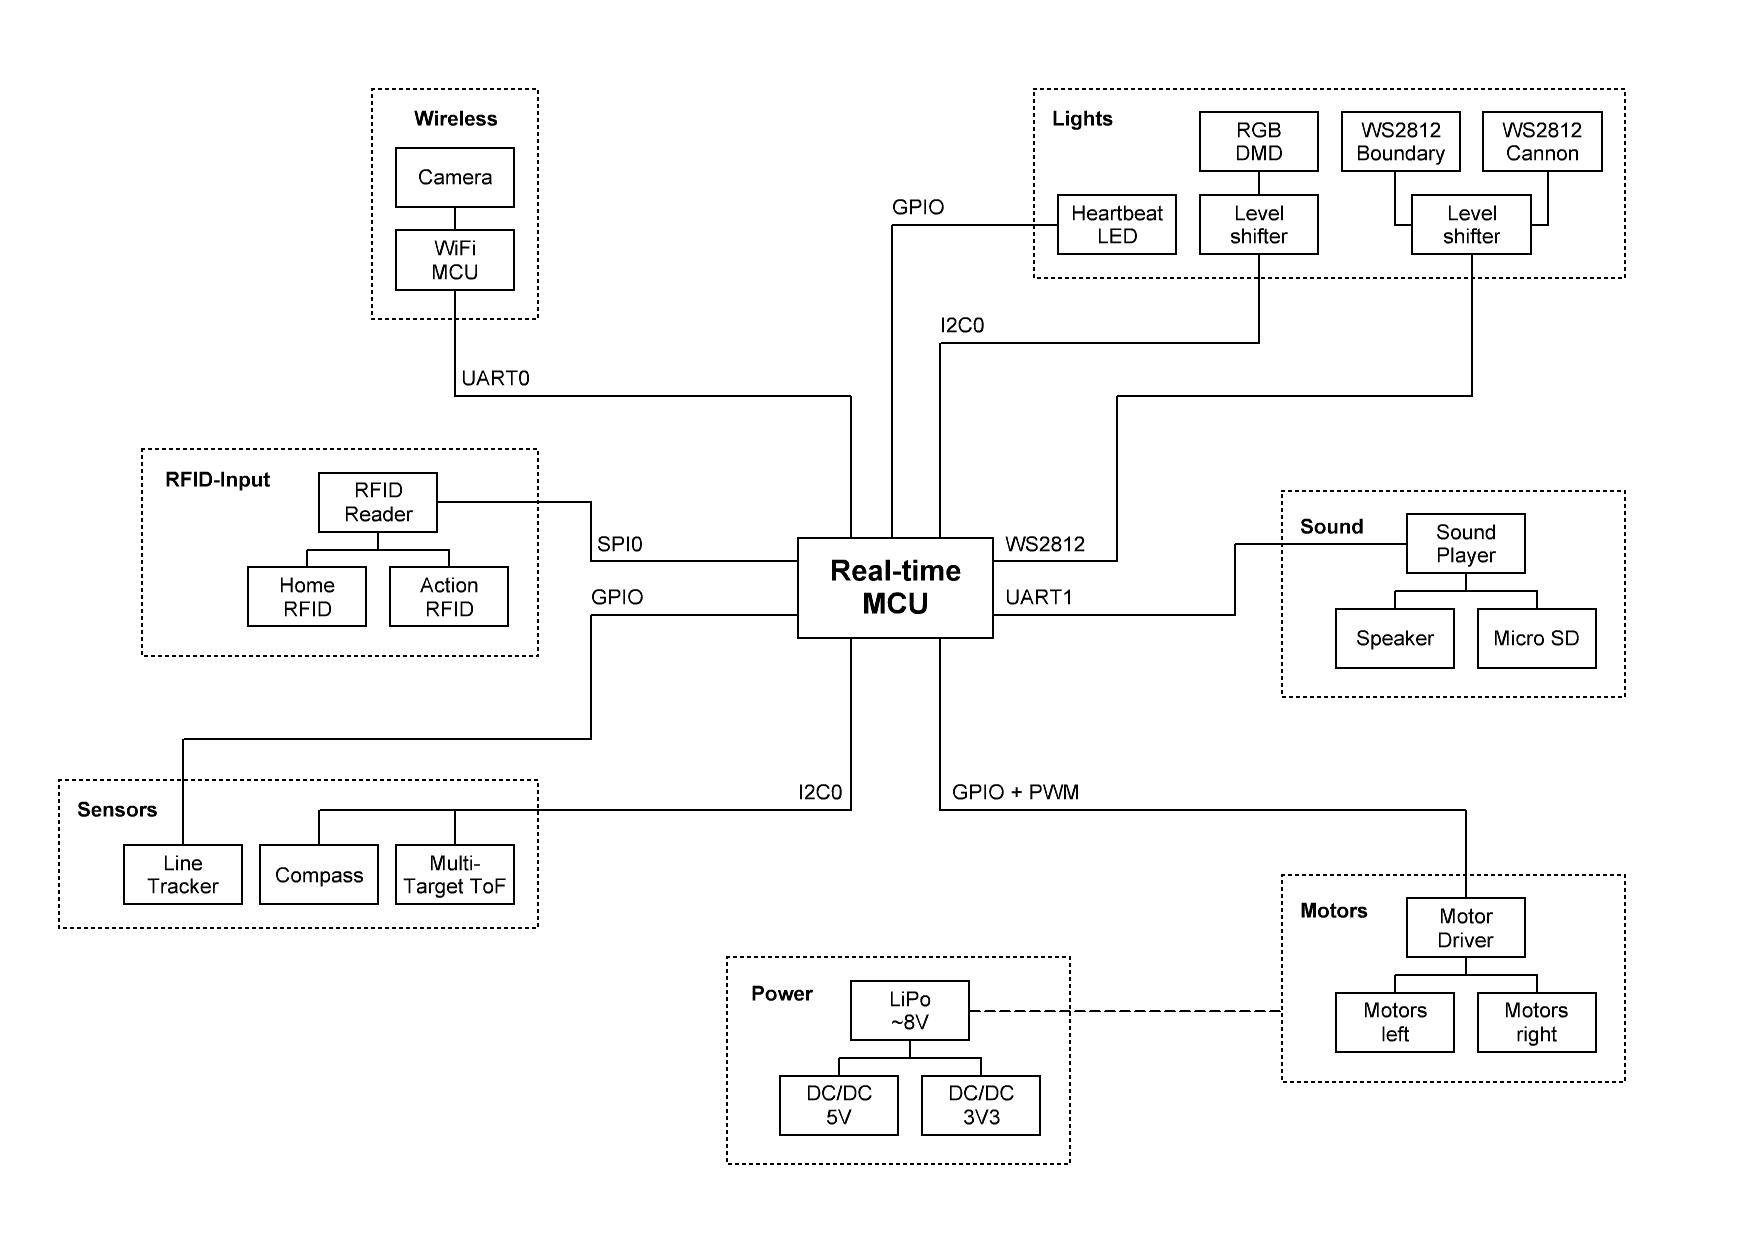 Wireless
Camera
WiFi
MCU
UART0
Lights
RGB
DMD
WS2812
Boundary
WS2812
Cannon
Heartbeat
LED
Level
shifter
Level
shifter
GPIO
I2C0
RFID-Input
RFID
Reader
Home
RFID
Action
RFID
SPI0
GPIO
Real-time
MCU
WS2812
UART1
Sound
Sound
Player
Speaker
Micro SD
Sensors
Line
Tracker
Compass
Multi-
Target ToF
I2C0
GPIO + PWM
Motors
Motor
Driver
Motors
left
Motors
right
Power
LiPo
~8V
DC/DC
5V
DC/DC
3V3